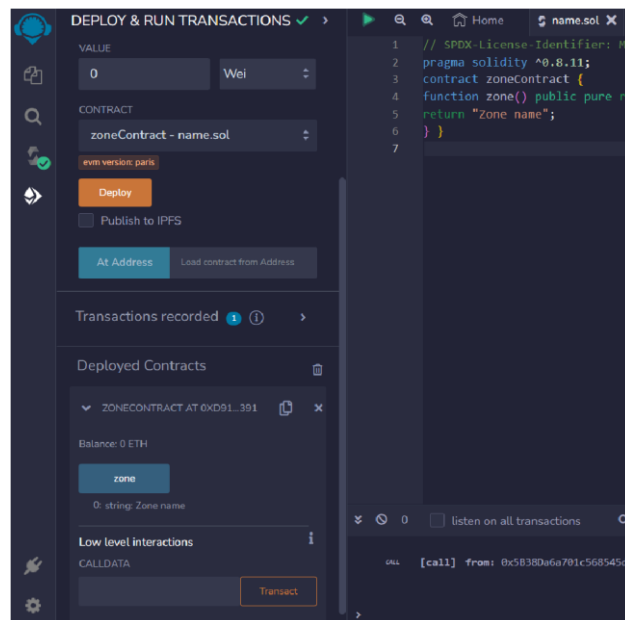 DEPLOY & RUN TRANSACTIONS
VALUE
0 Wei
CONTRACT
zoneContract - name.sol
evm version: paris
Deploy
Publish to IPFS
At Address Load contract from Address
Transactions recorded 1 i
Deployed Contracts
ZONECONTRACT AT 0XD91...391
Balance: 0 ETH
zone
0: string: Zone name
Low level interactions i
CALLDATA
Transact
Home name.sol
1 // SPDX-License-Identifier: M
2 pragma solidity ^0.8.11;
3 contract zoneContract {
4 function zone() public pure r
5 return "Zone name";
6 } }
7
0 listen on all transactions
CALL [call] from: 0x5B38Da6a701c568545d
>